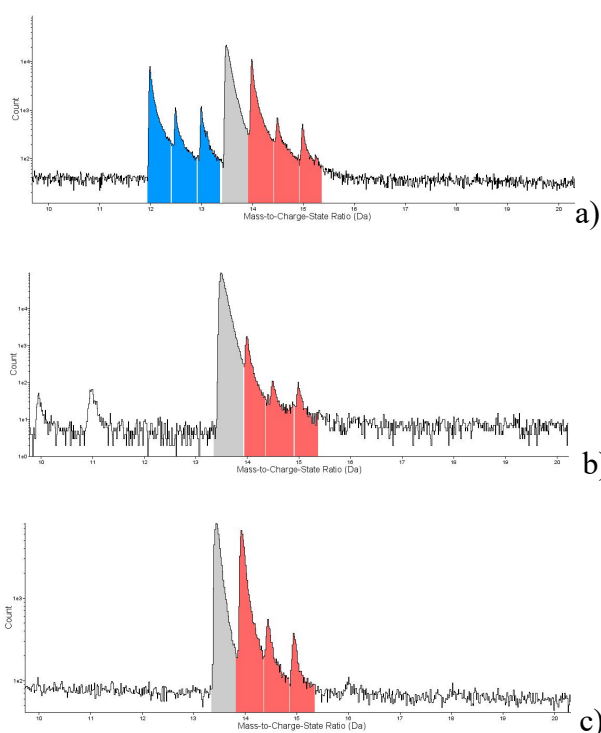 1e4
1e3
1e2
Count
10 11 12 13 14 15 16 17 18 19 20
Mass-to-Charge-State Ratio (Da)
a)
1e4
1e3
1e2
1e1
1e0
Count
10 11 12 13 14 15 16 17 18 19 20
Mass-to-Charge-State Ratio (Da)
b)
1e3
1e2
Count
10 11 12 13 14 15 16 17 18 19 20
Mass-to-Charge-State Ratio (Da)
c)